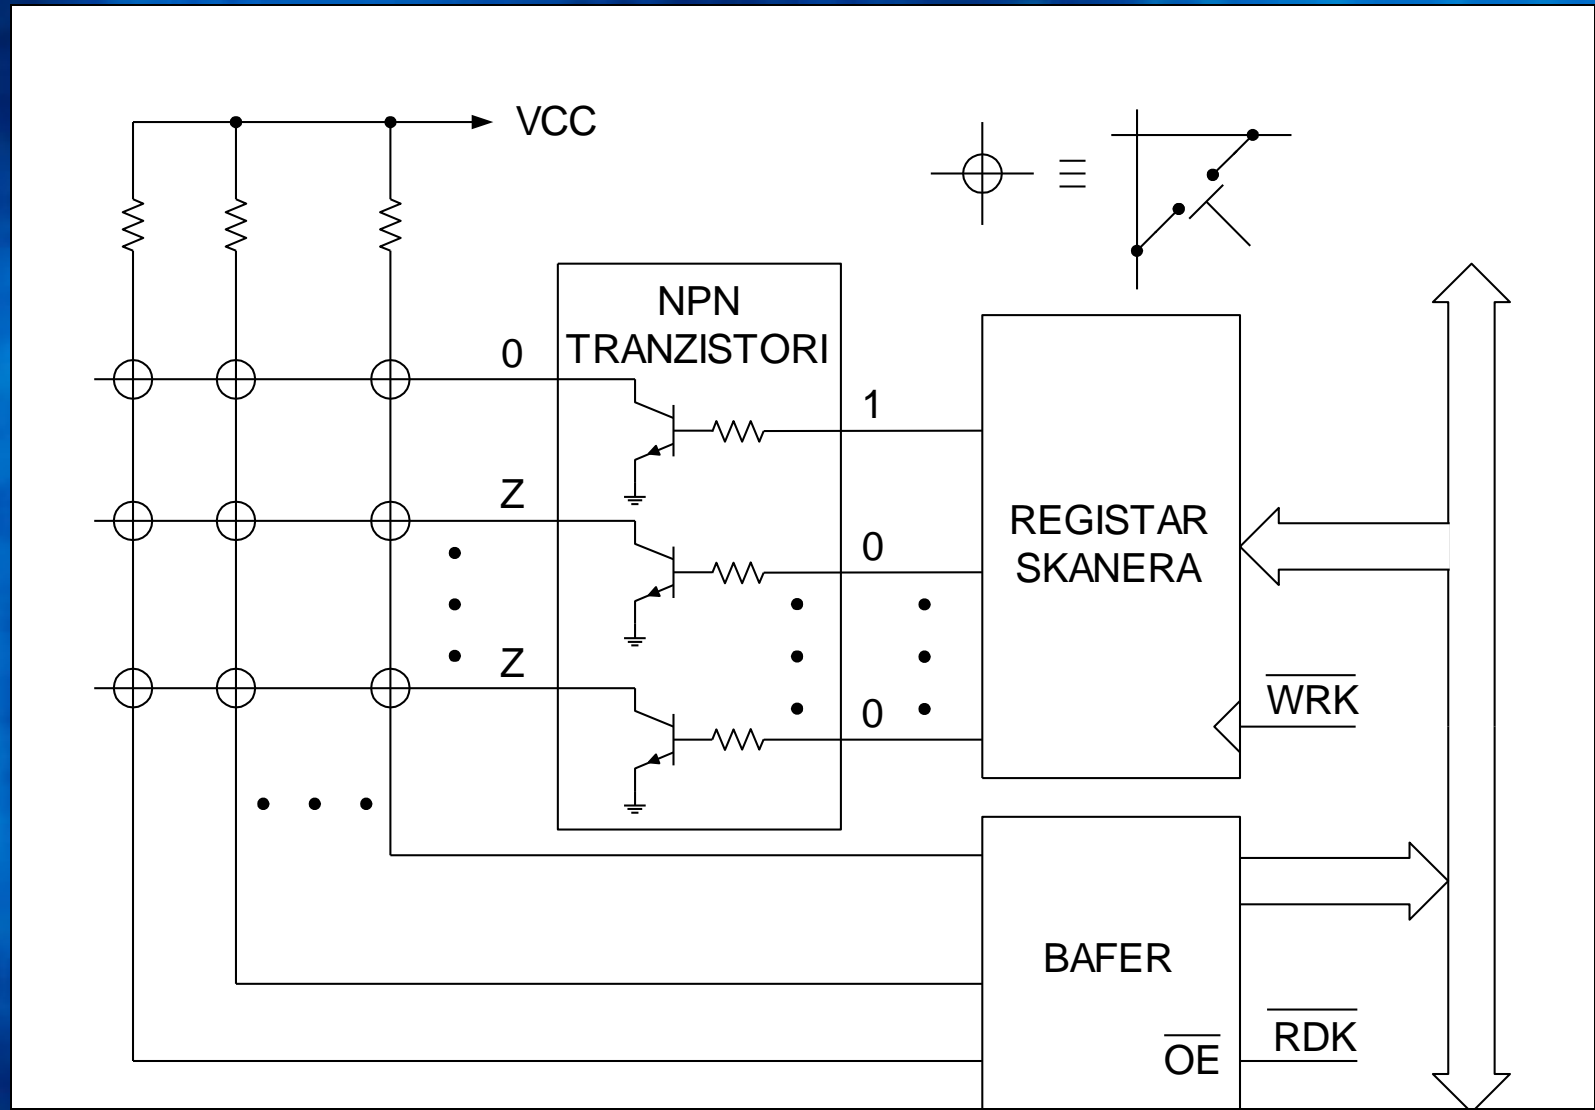 VCC
NPN
TRANZISTORI
0
1
Z
0
Z
0
REGISTAR
SKANERA
WRK
BAFER
OE
RDK